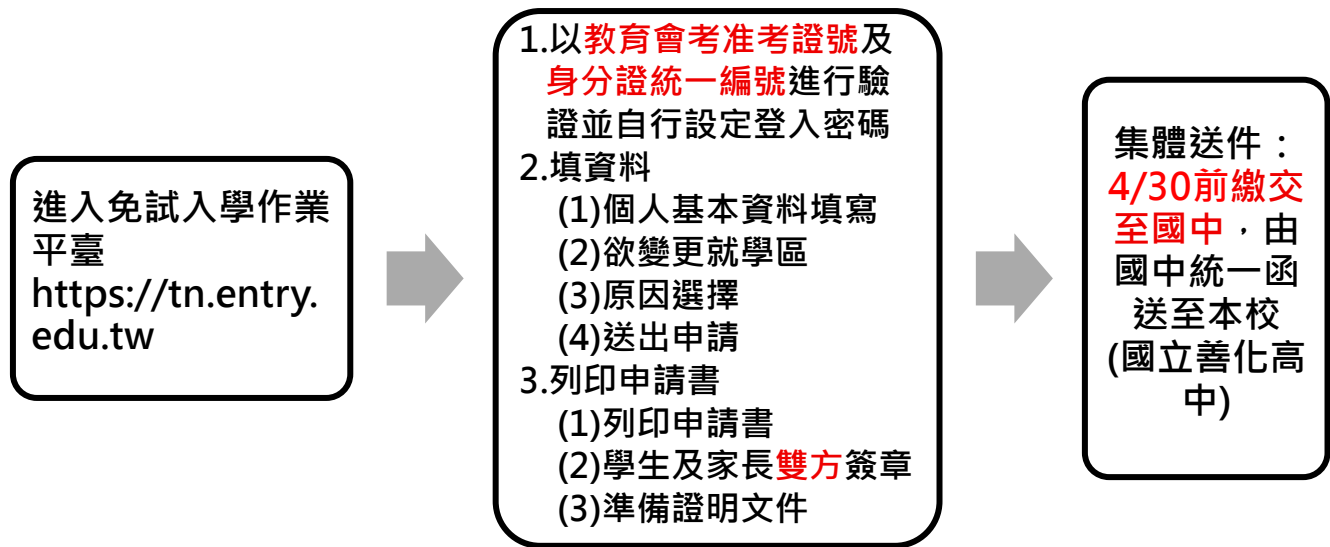 進入免試入學作業
平臺
https://tn.entry.
edu.tw
1.以教育會考准考證號及
身分證統一編號進行驗
證並自行設定登入密碼
2.填資料
(1)個人基本資料填寫
(2)欲變更就學區
(3)原因選擇
(4)送出申請
3.列印申請書
(1)列印申請書
(2)學生及家長雙方簽章
(3)準備證明文件
集體送件：
4/30前繳交
至國中，由
國中統一函
送至本校
(國立善化高
中)